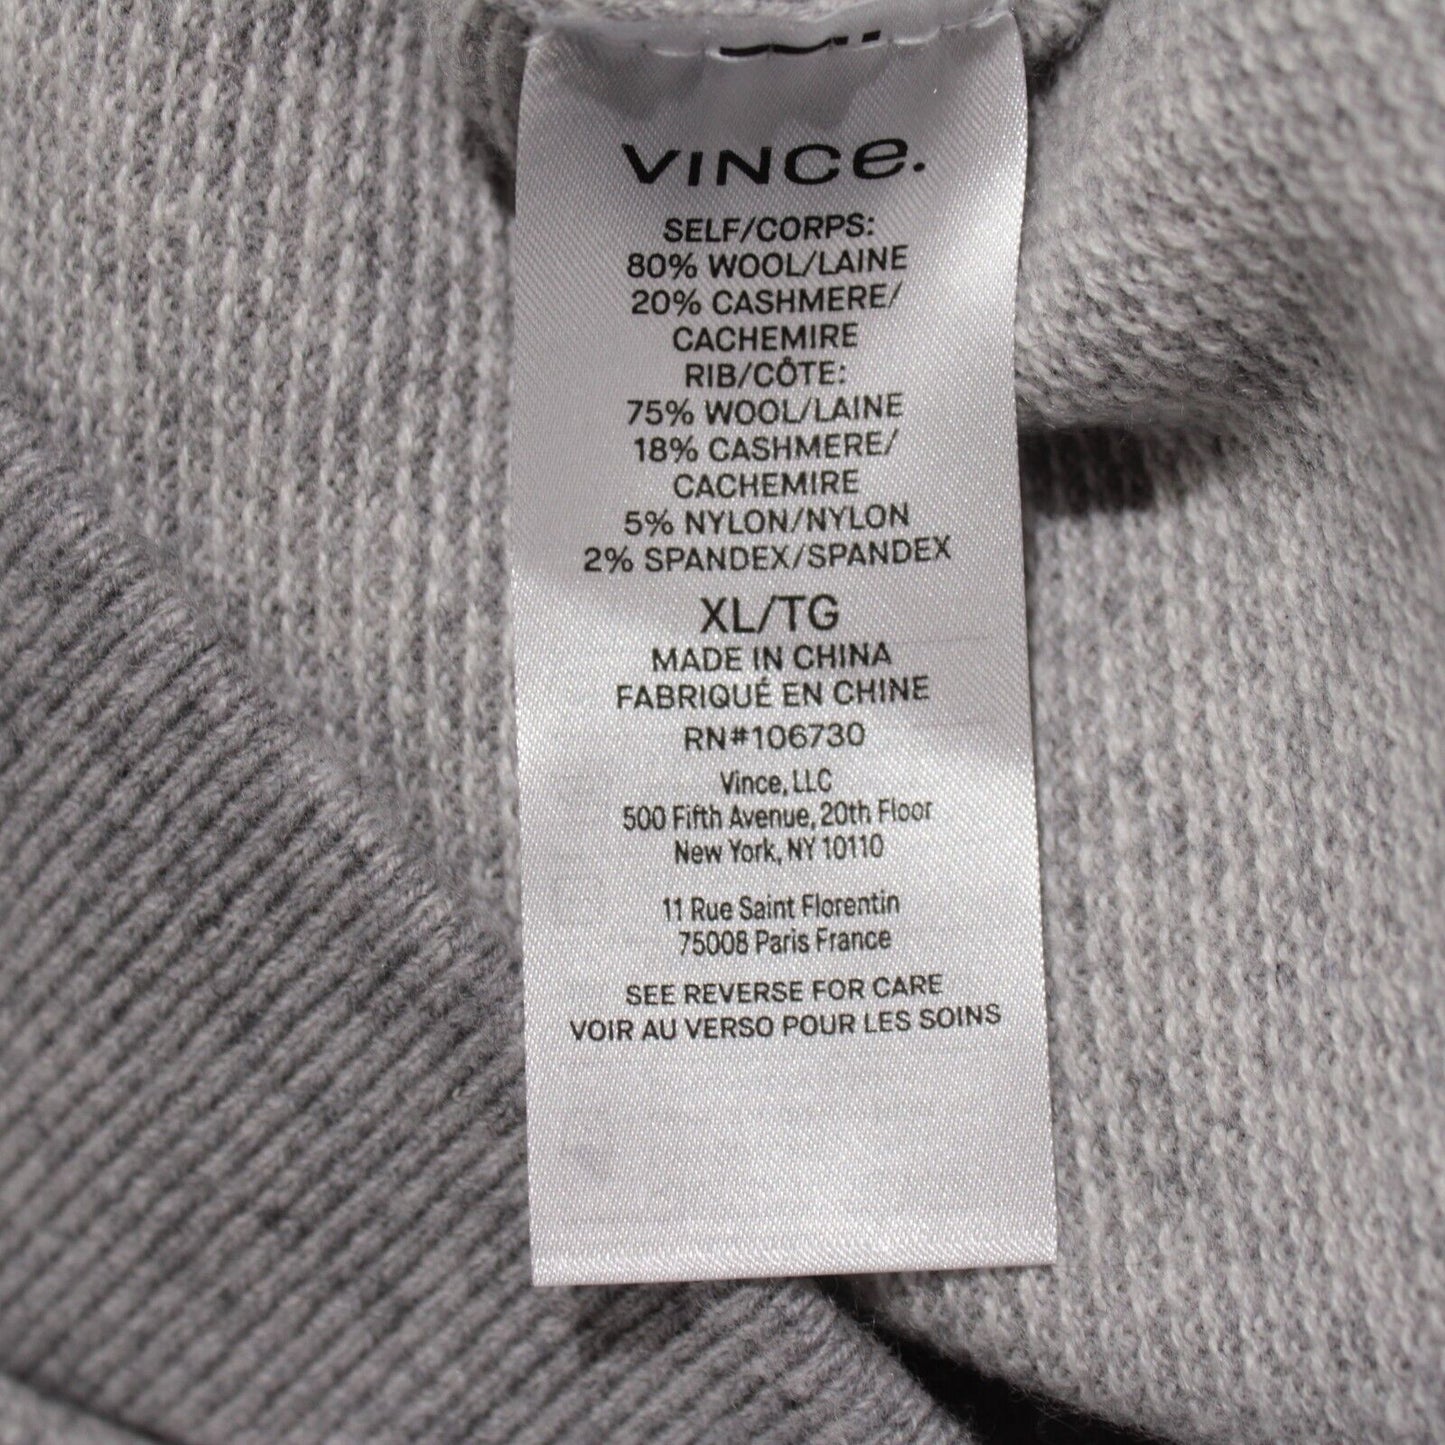 VINCe.
SELF/CORPS:
80% WOOL/LAINE
20% CASHMERE/
CACHEMIRE
RIB/CÔTE:
75% WOOL/LAINE
18% CASHMERE/
CACHEMIRE
5% NYLON/NYLON
2% SPANDEX/SPANDEX
XL/TG
MADE IN CHINA
FABRIQUÉ EN CHINE
RN#106730
Vince, LLC
500 Fifth Avenue, 20th Floor
New York, NY 10110
11 Rue Saint Florentin
75008 Paris France
SEE REVERSE FOR CARE
VOIR AU VERSO POUR LES SOINS